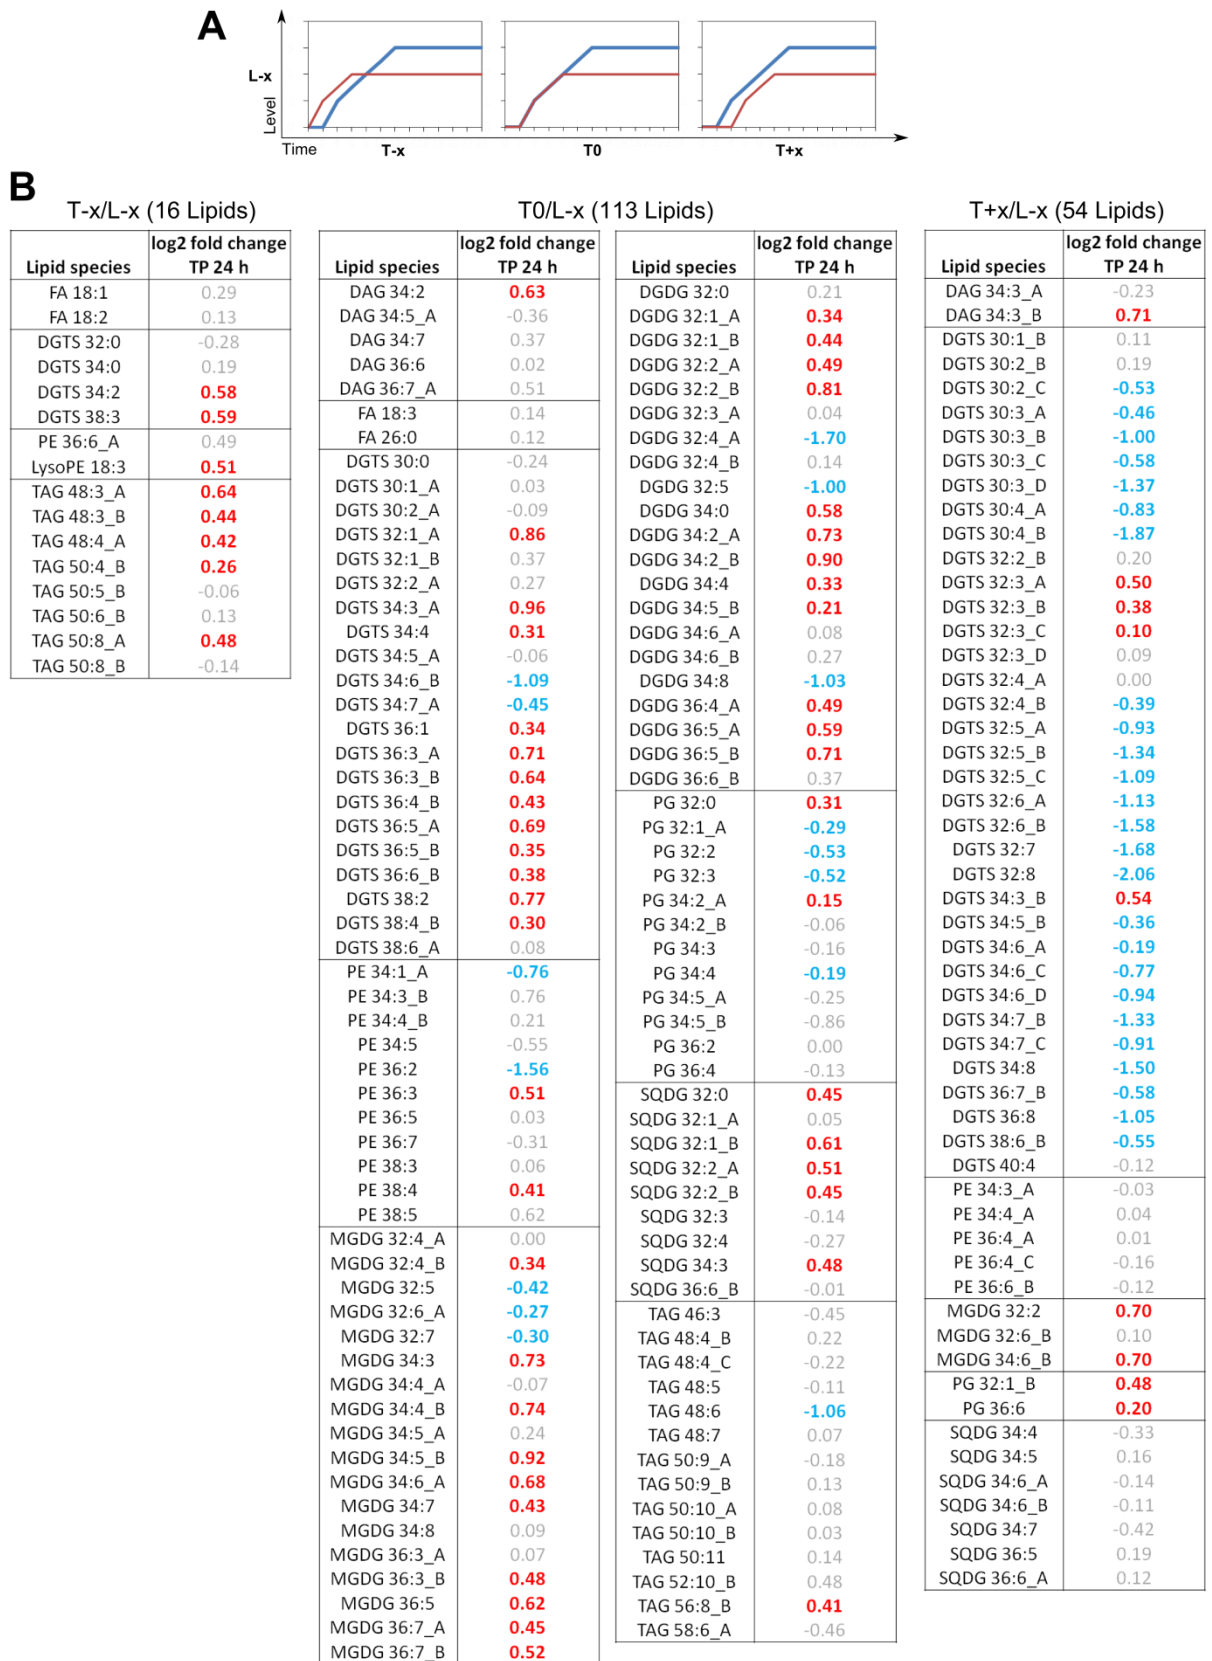 A
L-x
Level
Time
T-x
T0
T+x
B
T-x/L-x (16 Lipids)
Lipid species log2 fold change TP 24 h
FA 18:1 0.29
FA 18:2 0.13
DGTS 32:0 -0.28
DGTS 34:0 0.19
DGTS 34:2 0.58
DGTS 38:3 0.59
PE 36:6_A 0.49
LysoPE 18:3 0.51
TAG 48:3_A 0.64
TAG 48:3_B 0.44
TAG 48:4_A 0.42
TAG 50:4_B 0.26
TAG 50:5_B -0.06
TAG 50:6_B 0.13
TAG 50:8_A 0.48
TAG 50:8_B -0.14
T0/L-x (113 Lipids)
Lipid species log2 fold change TP 24 h
DAG 34:2 0.63
DAG 34:5_A -0.36
DAG 34:7 0.37
DAG 36:6 0.02
DAG 36:7_A 0.51
FA 18:3 0.14
FA 26:0 0.12
DGTS 30:0 -0.24
DGTS 30:1_A 0.03
DGTS 30:2_A -0.09
DGTS 32:1_A 0.86
DGTS 32:1_B 0.37
DGTS 32:2_A 0.27
DGTS 34:3_A 0.96
DGTS 34:4 0.31
DGTS 34:5_A -0.06
DGTS 34:6_B -1.09
DGTS 34:7_A -0.45
DGTS 36:1 0.34
DGTS 36:3_A 0.71
DGTS 36:3_B 0.64
DGTS 36:4_B 0.43
DGTS 36:5_A 0.69
DGTS 36:5_B 0.35
DGTS 36:6_B 0.38
DGTS 38:2 0.77
DGTS 38:4_B 0.30
DGTS 38:6_A 0.08
PE 34:1_A -0.76
PE 34:3_B 0.76
PE 34:4_B 0.21
PE 34:5 -0.55
PE 36:2 -1.56
PE 36:3 0.51
PE 36:5 0.03
PE 36:7 -0.31
PE 38:3 0.06
PE 38:4 0.41
PE 38:5 0.62
MGDG 32:4_A 0.00
MGDG 32:4_B 0.34
MGDG 32:5 -0.42
MGDG 32:6_A -0.27
MGDG 32:7 -0.30
MGDG 34:3 0.73
MGDG 34:4_A -0.07
MGDG 34:4_B 0.74
MGDG 34:5_A 0.24
MGDG 34:5_B 0.92
MGDG 34:6_A 0.68
MGDG 34:7 0.43
MGDG 34:8 0.09
MGDG 36:3_A 0.07
MGDG 36:3_B 0.48
MGDG 36:5 0.62
MGDG 36:7_A 0.45
MGDG 36:7_B 0.52
Lipid species log2 fold change TP 24 h
DGDG 32:0 0.21
DGDG 32:1_A 0.34
DGDG 32:1_B 0.44
DGDG 32:2_A 0.49
DGDG 32:2_B 0.81
DGDG 32:3_A 0.04
DGDG 32:4_A -1.70
DGDG 32:4_B 0.14
DGDG 32:5 -1.00
DGDG 34:0 0.58
DGDG 34:2_A 0.73
DGDG 34:2_B 0.90
DGDG 34:4 0.33
DGDG 34:5_B 0.21
DGDG 34:6_A 0.08
DGDG 34:6_B 0.27
DGDG 34:8 -1.03
DGDG 36:4_A 0.49
DGDG 36:5_A 0.59
DGDG 36:5_B 0.71
DGDG 36:6_B 0.37
PG 32:0 0.31
PG 32:1_A -0.29
PG 32:2 -0.53
PG 32:3 -0.52
PG 34:2_A 0.15
PG 34:2_B -0.06
PG 34:3 -0.16
PG 34:4 -0.19
PG 34:5_A -0.25
PG 34:5_B -0.86
PG 36:2 0.00
PG 36:4 -0.13
SQDG 32:0 0.45
SQDG 32:1_A 0.05
SQDG 32:1_B 0.61
SQDG 32:2_A 0.51
SQDG 32:2_B 0.45
SQDG 32:3 -0.14
SQDG 32:4 -0.27
SQDG 34:3 0.48
SQDG 36:6_B -0.01
TAG 46:3 -0.45
TAG 48:4_B 0.22
TAG 48:4_C -0.22
TAG 48:5 -0.11
TAG 48:6 -1.06
TAG 48:7 0.07
TAG 50:9_A -0.18
TAG 50:9_B 0.13
TAG 50:10_A 0.08
TAG 50:10_B 0.03
TAG 50:11 0.14
TAG 52:10_B 0.48
TAG 56:8_B 0.41
TAG 58:6_A -0.46
T+x/L-x (54 Lipids)
Lipid species log2 fold change TP 24 h
DAG 34:3_A -0.23
DAG 34:3_B 0.71
DGTS 30:1_B 0.11
DGTS 30:2_B 0.19
DGTS 30:2_C -0.53
DGTS 30:3_A -0.46
DGTS 30:3_B -1.00
DGTS 30:3_C -0.58
DGTS 30:3_D -1.37
DGTS 30:4_A -0.83
DGTS 30:4_B -1.87
DGTS 32:2_B 0.20
DGTS 32:3_A 0.50
DGTS 32:3_B 0.38
DGTS 32:3_C 0.10
DGTS 32:3_D 0.09
DGTS 32:4_A 0.00
DGTS 32:4_B -0.39
DGTS 32:5_A -0.93
DGTS 32:5_B -1.34
DGTS 32:5_C -1.09
DGTS 32:6_A -1.13
DGTS 32:6_B -1.58
DGTS 32:7 -1.68
DGTS 32:8 -2.06
DGTS 34:3_B 0.54
DGTS 34:5_B -0.36
DGTS 34:6_A -0.19
DGTS 34:6_C -0.77
DGTS 34:6_D -0.94
DGTS 34:7_B -1.33
DGTS 34:7_C -0.91
DGTS 34:8 -1.50
DGTS 36:7_B -0.58
DGTS 36:8 -1.05
DGTS 38:6_B -0.55
DGTS 40:4 -0.12
PE 34:3_A -0.03
PE 34:4_A 0.04
PE 36:4_A 0.01
PE 36:4_C -0.16
PE 36:6_B -0.12
MGDG 32:2 0.70
MGDG 32:6_B 0.10
MGDG 34:6_B 0.70
PG 32:1_B 0.48
PG 36:6 0.20
SQDG 34:4 -0.33
SQDG 34:5 0.16
SQDG 34:6_A -0.14
SQDG 34:6_B -0.11
SQDG 34:7 -0.42
SQDG 36:5 0.19
SQDG 36:6_A 0.12